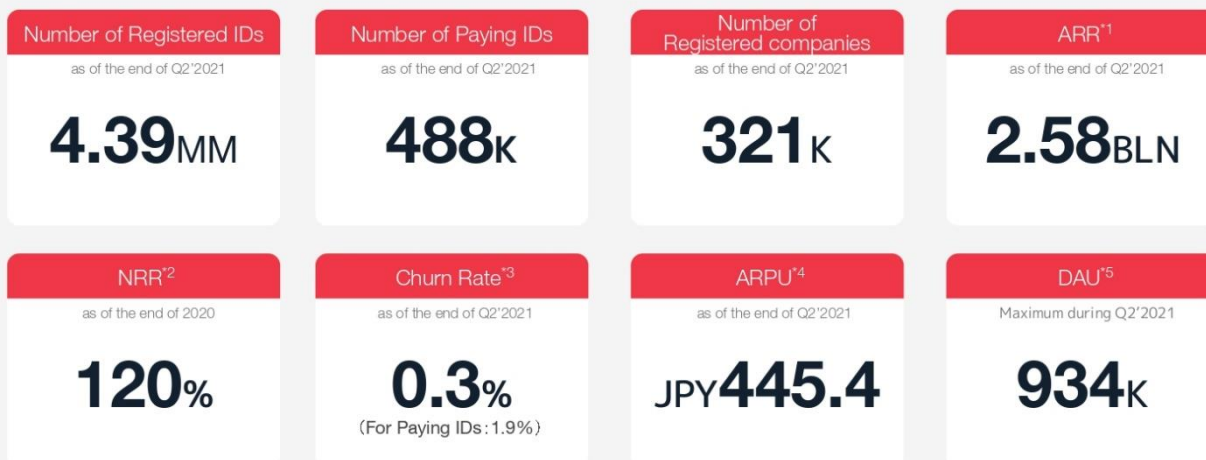 Number of Registered IDs
as of the end of Q2'2021
4.39MM
Number of Paying IDs
as of the end of Q2'2021
488K
Number of
Registered companies
as of the end of Q2'2021
321K
ARR*1
as of the end of Q2'2021
2.58BLN
NRR*2
as of the end of 2020
120%
Churn Rate*3
as of the end of Q2'2021
0.3%
(For Paying IDs:1.9%)
ARPU*4
as of the end of Q2'2021
JPY445.4
DAU*5
Maximum during Q2'2021
934K